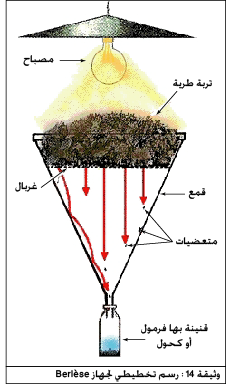 مصباح
تربة طرية
غربال
قمع
متعضيات
قنينة بها فرمول
أو كحول
وثيقة 14 : رسم تخطيطي لجهاز Berlèse